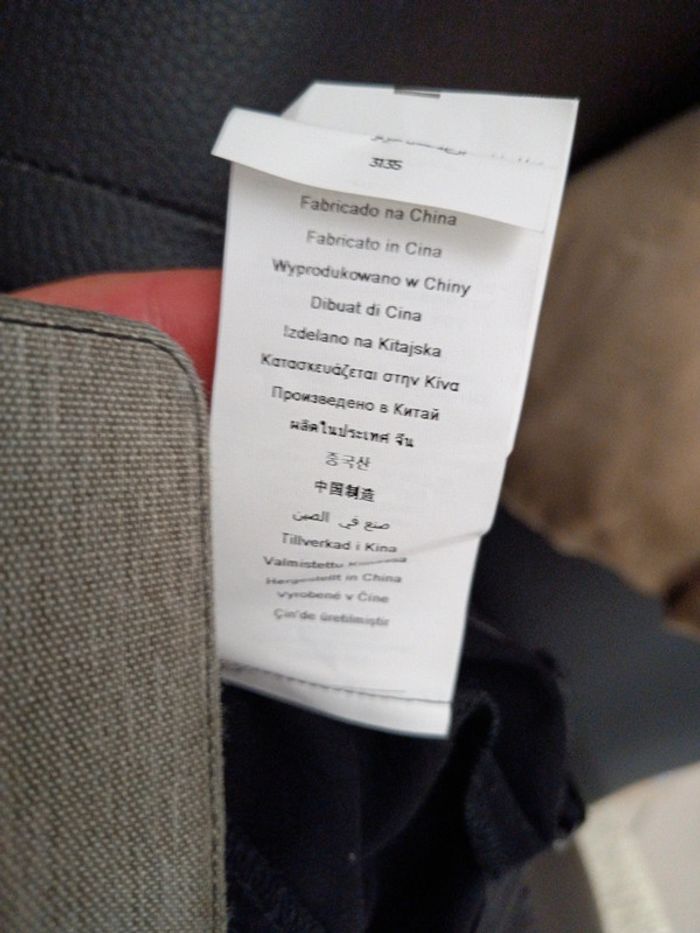 3135
Fabricado na China
Fabricato in Cina
Wyprodukowano w Chiny
Dibuat di Cina
Izdelano na Kitajska
Κατασκευάζεται στην Κίνα
Произведено в Китай
ผลิตในประเทศ จีน
중국산
中国制造
صنع في الصين
Tillverkad i Kina
Valmistettu
Hergestellt in China
Vyrobené v Číne
Çin'de üretilmiştir